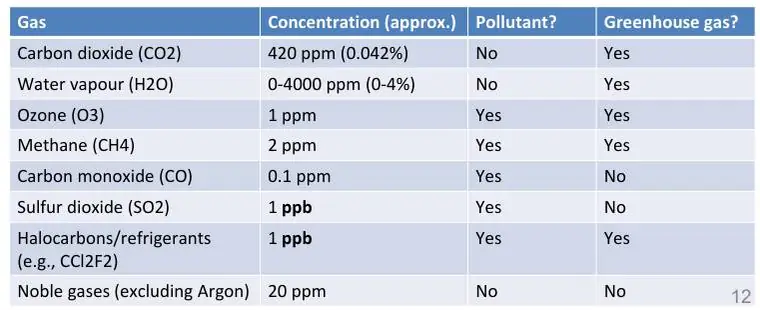 Gas Concentration (approx.) Pollutant? Greenhouse gas?
Carbon dioxide (CO2) 420 ppm (0.042%) No Yes
Water vapour (H2O) 0-4000 ppm (0-4%) No Yes
Ozone (O3) 1 ppm Yes Yes
Methane (CH4) 2 ppm Yes Yes
Carbon monoxide (CO) 0.1 ppm Yes No
Sulfur dioxide (SO2) 1 ppb Yes No
Halocarbons/refrigerants 1 ppb Yes Yes
(e.g., CCl2F2)
Noble gases (excluding Argon) 20 ppm No No
12